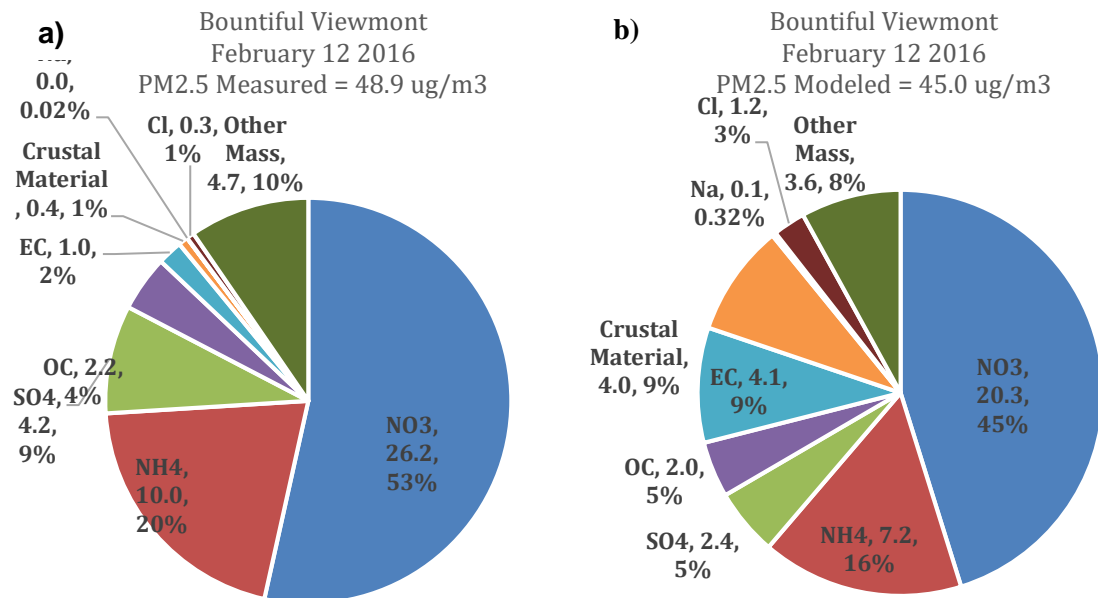 a)
Bountiful Viewmont
February 12 2016
PM2.5 Measured = 48.9 ug/m3
0.0,
0.02%
Cl, 0.3,
1%
Other
Mass,
4.7, 10%
Crustal
Material
, 0.4, 1%
EC, 1.0,
2%
OC, 2.2,
4%
SO4,
4.2,
9%
NH4,
10.0,
20%
NO3,
26.2,
53%
b)
Bountiful Viewmont
February 12 2016
PM2.5 Modeled = 45.0 ug/m3
Cl, 1.2,
3%
Other
Mass,
3.6, 8%
Na, 0.1,
0.32%
Crustal
Material,
4.0, 9%
EC, 4.1,
9%
OC, 2.0,
5%
SO4, 2.4,
5%
NH4, 7.2,
16%
NO3,
20.3,
45%